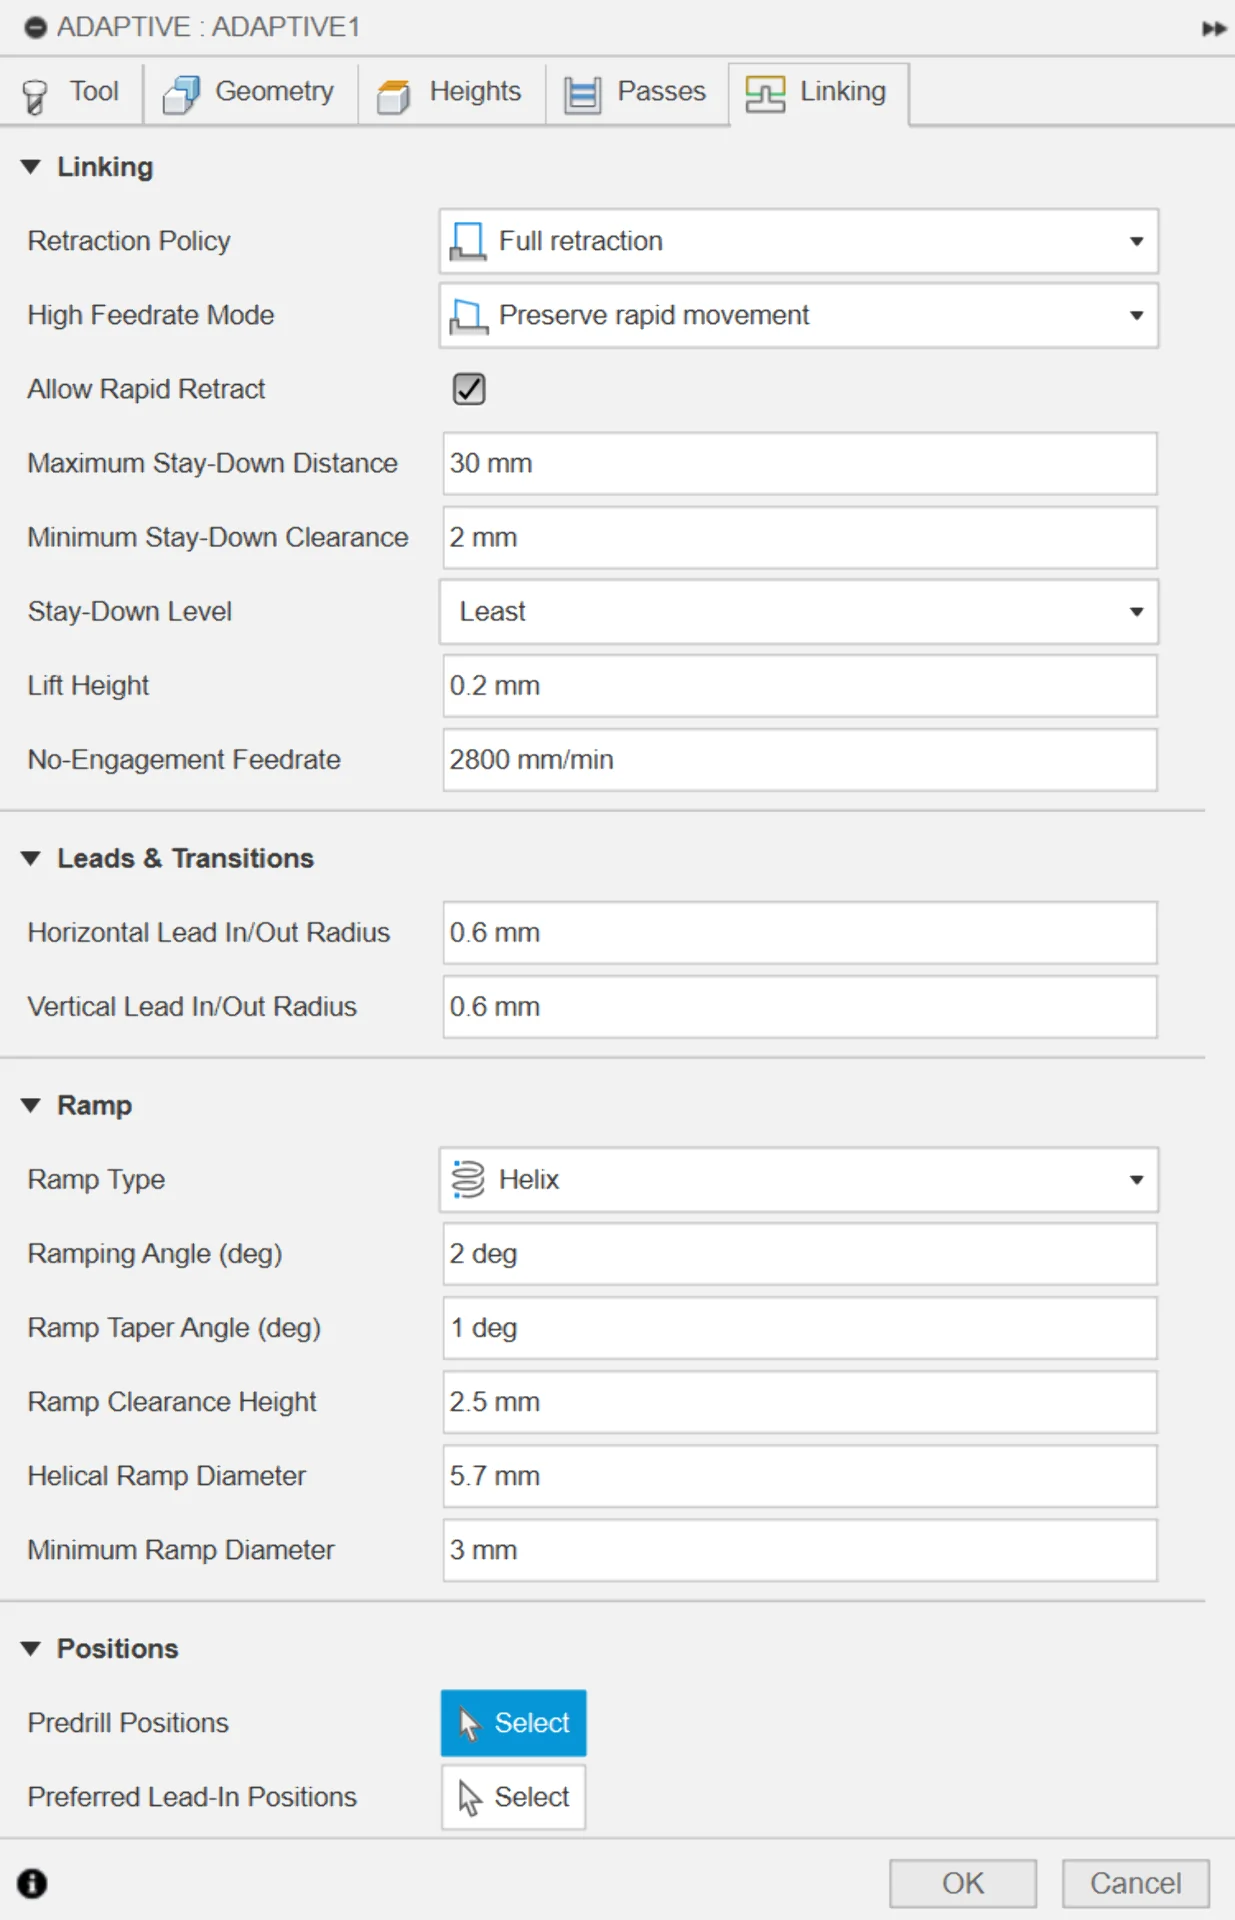 ADAPTIVE : ADAPTIVE1
Tool Geometry Heights Passes Linking
Linking
Retraction Policy Full retraction
High Feedrate Mode Preserve rapid movement
Allow Rapid Retract
Maximum Stay-Down Distance 30 mm
Minimum Stay-Down Clearance 2 mm
Stay-Down Level Least
Lift Height 0.2 mm
No-Engagement Feedrate 2800 mm/min
Leads & Transitions
Horizontal Lead In/Out Radius 0.6 mm
Vertical Lead In/Out Radius 0.6 mm
Ramp
Ramp Type Helix
Ramping Angle (deg) 2 deg
Ramp Taper Angle (deg) 1 deg
Ramp Clearance Height 2.5 mm
Helical Ramp Diameter 5.7 mm
Minimum Ramp Diameter 3 mm
Positions
Predrill Positions Select
Preferred Lead-In Positions Select
OK Cancel